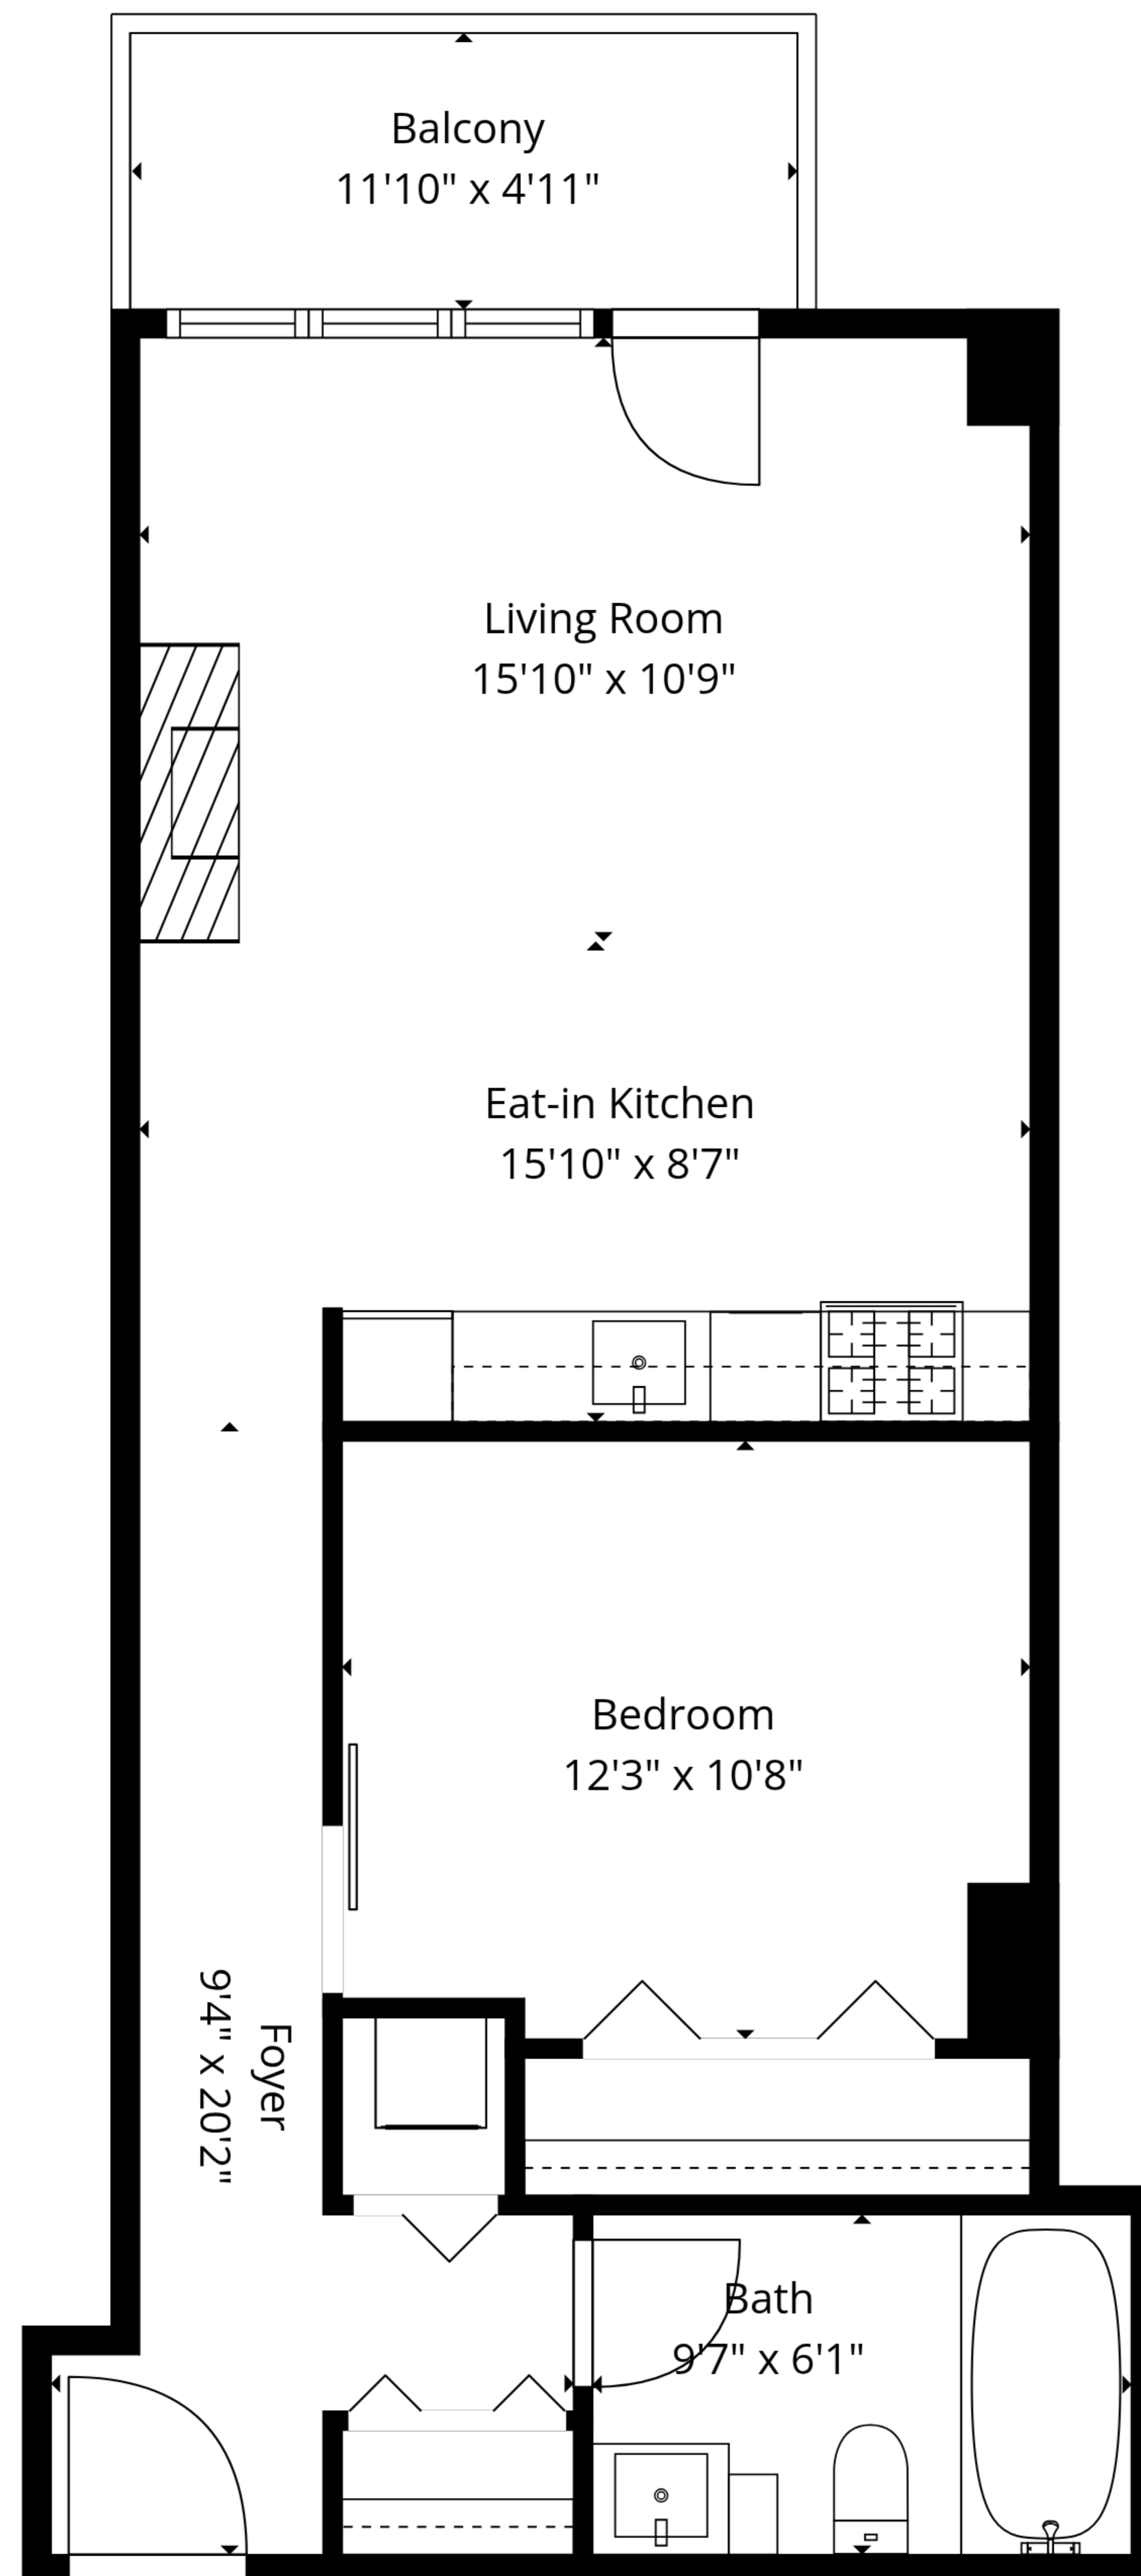 Balcony
11'10" x 4'11"
Living Room
15'10" x 10'9"
Eat-in Kitchen
15'10" x 8'7"
Bedroom
12'3" x 10'8"
Foyer
9'4" x 20'2"
Bath
9'7" x 6'1"